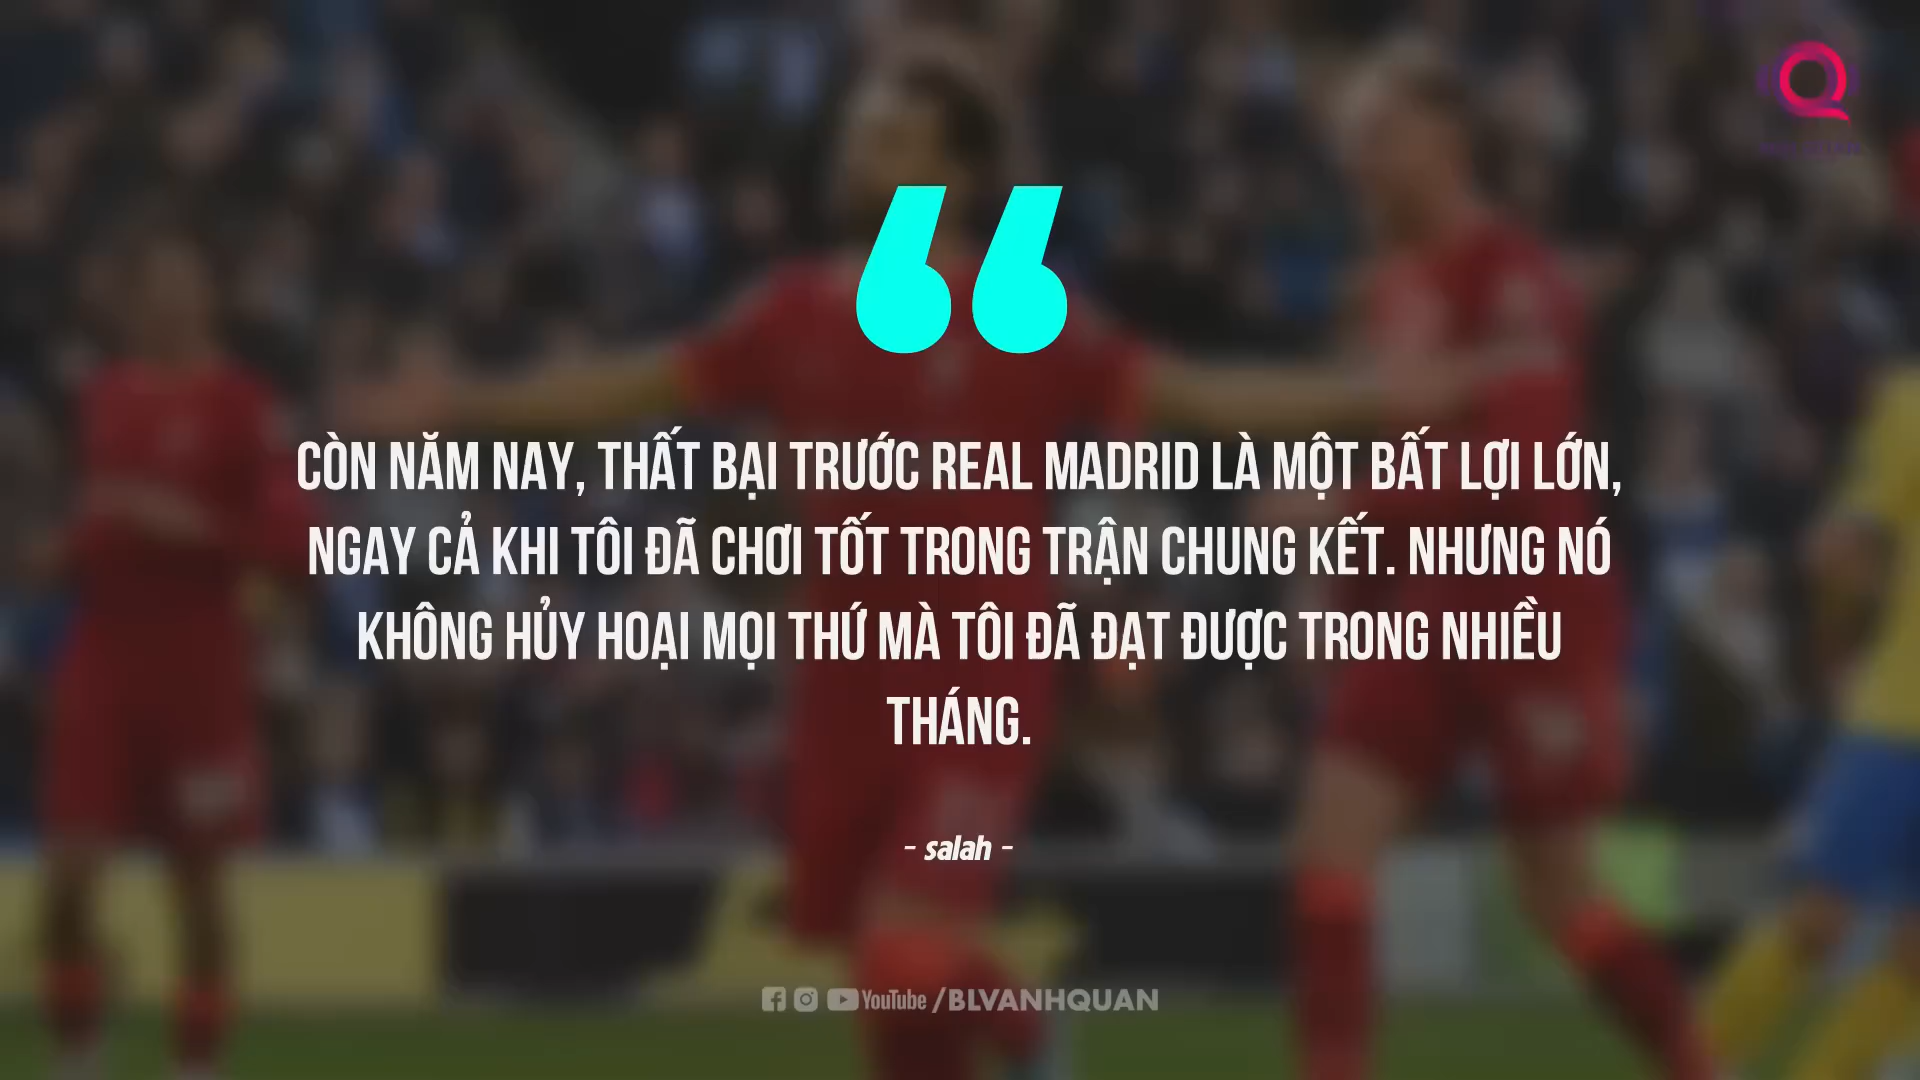 CÒN NĂM NAY, THẤT BẠI TRƯỚC REAL MADRID LÀ MỘT BẤT LỢI LỚN,
NGAY CẢ KHI TÔI ĐÃ CHƠI TỐT TRONG TRẬN CHUNG KẾT. NHƯNG NÓ
KHÔNG HỦY HOẠI MỌI THỨ MÀ TÔI ĐÃ ĐẠT ĐƯỢC TRONG NHIỀU
THÁNG.
- salah -
YouTube /BLVANHQUAN